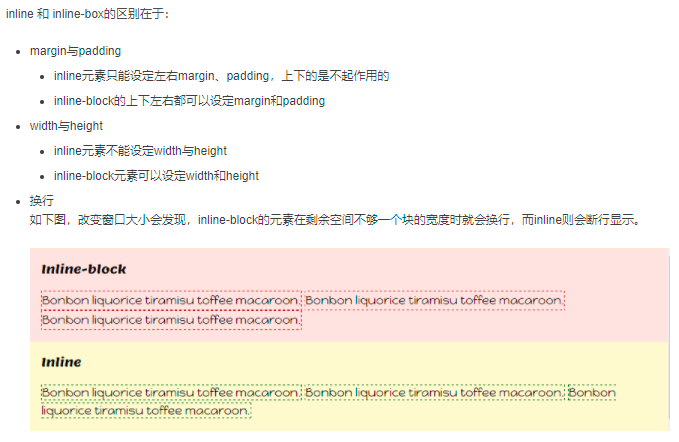 inline 和 inline-box的区别在于：
margin与padding
inline元素只能设定左右margin、padding，上下的是不起作用的
inline-block的上下左右都可以设定margin和padding
width与height
inline元素不能设定width与height
inline-block元素可以设定width和height
换行
如下图，改变窗口大小会发现，inline-block的元素在剩余空间不够一个块的宽度时就会换行，而inline则会断行显示。
Inline-block
Bonbon liquorice tiramisu toffee macaroon. Bonbon liquorice tiramisu toffee macaroon.
Bonbon liquorice tiramisu toffee macaroon.
Inline
Bonbon liquorice tiramisu toffee macaroon. Bonbon liquorice tiramisu toffee macaroon. Bonbon
liquorice tiramisu toffee macaroon.